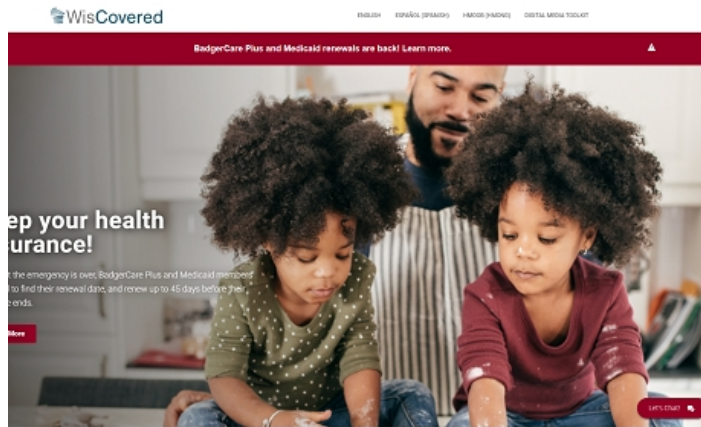 WisCovered
ENGLISH ESPAÑOL (SPANISH) HMOOB (HMONG) DIGITAL MEDIA TOOLKIT
BadgerCare Plus and Medicaid renewals are back! Learn more.
ep your health
surance!
t the emergency is over, BadgerCare Plus and Medicaid members
to find their renewal date, and renew up to 45 days before their
e ends.
More
Let's Chat!